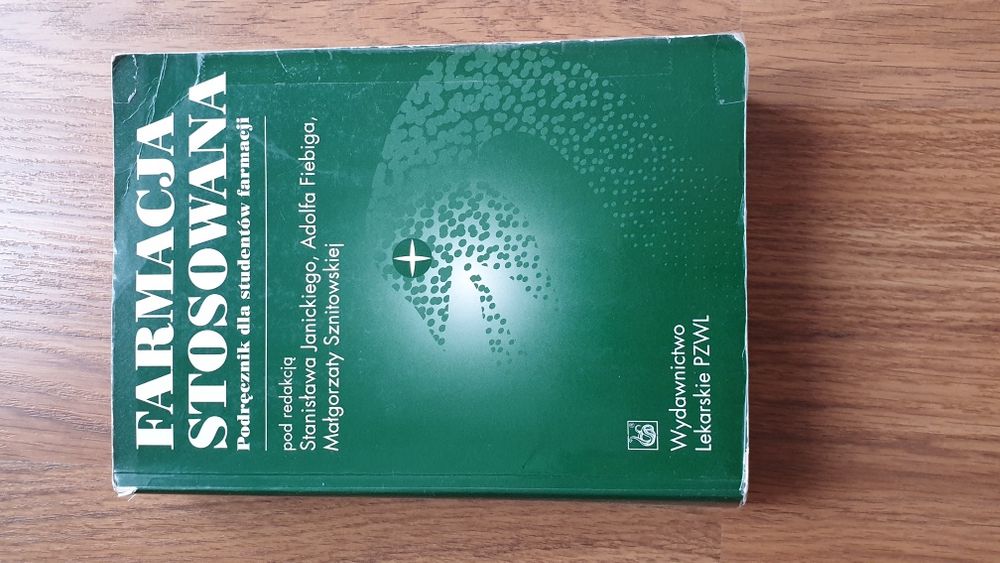 FARMACJA
STOSOWANA
Podręcznik dla studentów farmacji
pod redakcją
Stanisława Janickiego, Adolfa Fiebiga,
Małgorzaty Sznitowskiej
Wydawnictwo
Lekarskie PZWL